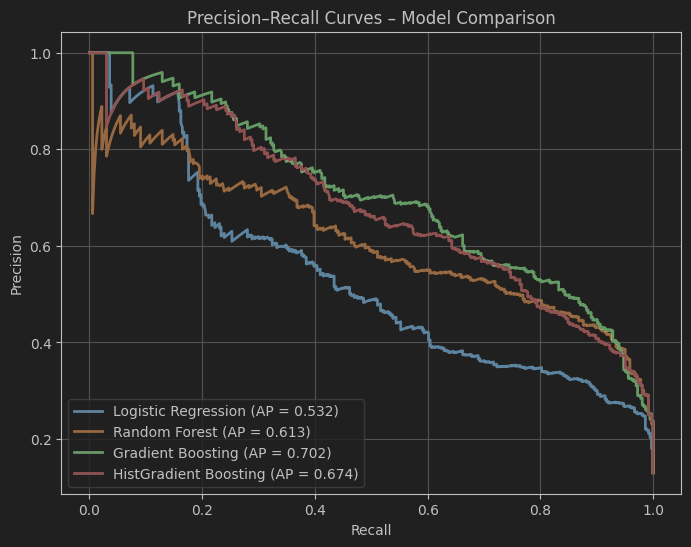 Precision–Recall Curves – Model Comparison
1.0
0.8
0.6
0.4
0.2
Precision
Logistic Regression (AP = 0.532)
Random Forest (AP = 0.613)
Gradient Boosting (AP = 0.702)
HistGradient Boosting (AP = 0.674)
0.0 0.2 0.4 0.6 0.8 1.0
Recall